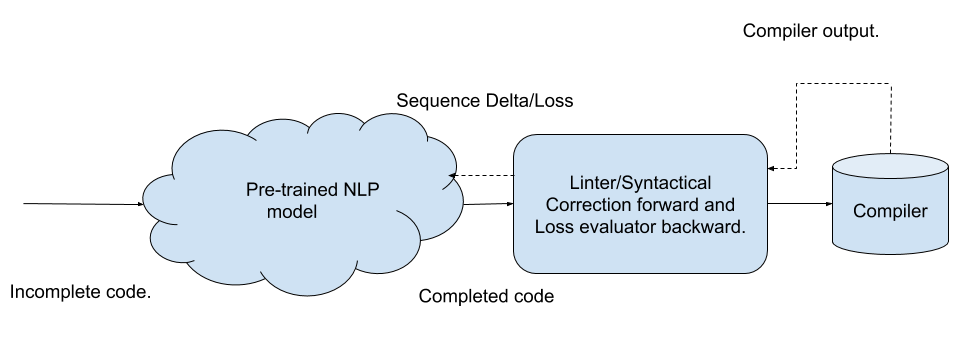 Compiler output.
Sequence Delta/Loss
Pre-trained NLP
model
Linter/Syntactical
Correction forward and
Loss evaluator backward.
Compiler
Incomplete code.
Completed code